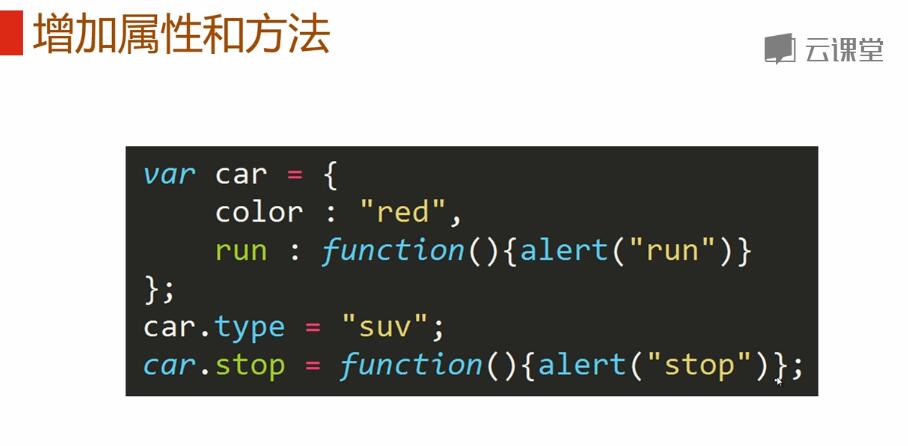 增加属性和方法
云课堂
var car = {
    color : "red",
    run : function(){alert("run")}
};
car.type = "suv";
car.stop = function(){alert("stop")};